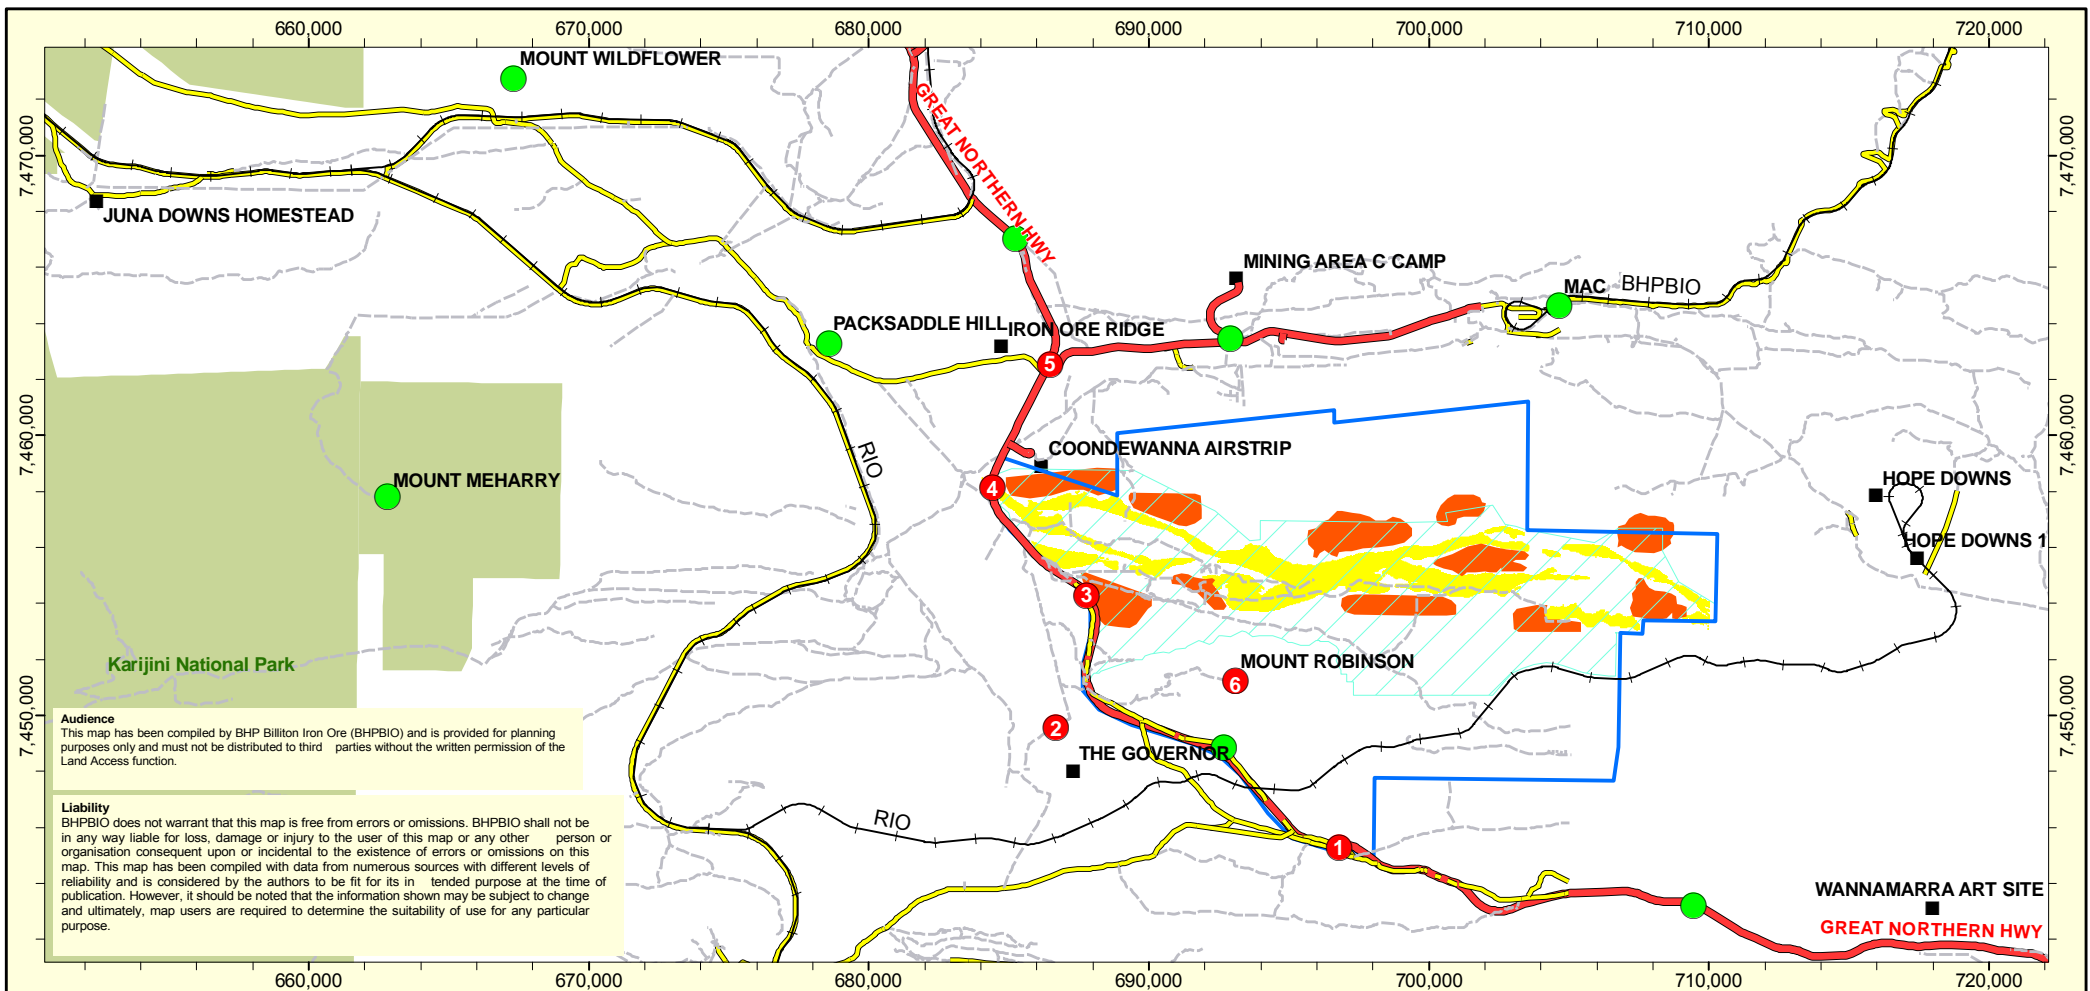 660,000 670,000 680,000 690,000 700,000 710,000 720,000
MOUNT WILDFLOWER
GREAT NORTHERN HWY
7,470,000
7,470,000
JUNA DOWNS HOMESTEAD
MINING AREA C CAMP
MAC
BHPBIO
PACKSADDLE HILL
IRON ORE RIDGE
5
7,460,000
7,460,000
RIO
COONDEWANNA AIRSTRIP
MOUNT MEHARRY
4
HOPE DOWNS
HOPE DOWNS 1
3
Karijini National Park
MOUNT ROBINSON
6
7,450,000
7,450,000
2
THE GOVERNOR
RIO
1
WANNAMARRA ART SITE
GREAT NORTHERN HWY
Audience
This map has been compiled by BHP Billiton Iron Ore (BHPBIO) and is provided for planning
purposes only and must not be distributed to third parties without the written permission of the
Land Access function.
Liability
BHPBIO does not warrant that this map is free from errors or omissions. BHPBIO shall not be
in any way liable for loss, damage or injury to the user of this map or any other person or
organisation consequent upon or incidental to the existence of errors or omissions on this
map. This map has been compiled with data from numerous sources with different levels of
reliability and is considered by the authors to be fit for its in tended purpose at the time of
publication. However, it should be noted that the information shown may be subject to change
and ultimately, map users are required to determine the suitability of use for any particular
purpose.
660,000 670,000 680,000 690,000 700,000 710,000 720,000